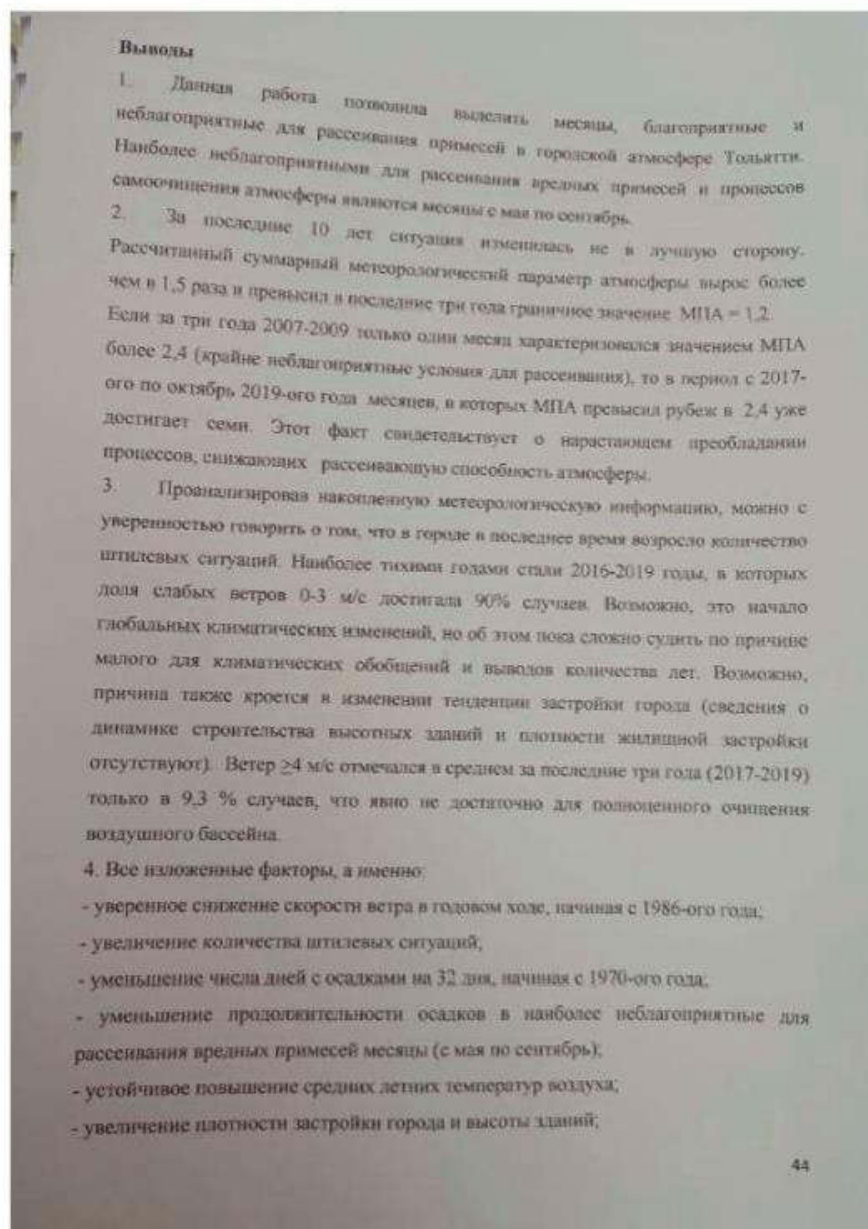 Выводы
1. Данная работа позволила выделить месяцы, благоприятные и
неблагоприятные для рассеивания примесей в городской атмосфере Тольятти.
Наиболее неблагоприятными для рассеивания вредных примесей и процессов
самоочищения атмосферы являются месяцы с мая по сентябрь.
2. За последние 10 лет ситуация изменилась не в лучшую сторону.
Рассчитанный суммарный метеорологический параметр атмосферы вырос более
чем в 1,5 раза и превысил в последние три года граничное значение МПА = 1,2.
Если за три года 2007-2009 только один месяц характеризовался значением МПА
более 2,4 (крайне неблагоприятные условия для рассеивания), то в период с 2017-
ого по октябрь 2019-ого года месяцев, в которых МПА превысил рубеж в 2,4 уже
достигает семи. Этот факт свидетельствует о нарастающем преобладании
процессов, снижающих рассеивающую способность атмосферы.
3. Проанализировав накопленную метеорологическую информацию, можно с
уверенностью говорить о том, что в городе в последнее время возросло количество
штилевых ситуаций. Наиболее тихими годами стали 2016-2019 годы, в которых
доля слабых ветров 0-3 м/с достигала 90% случаев. Возможно, это начало
глобальных климатических изменений, но об этом пока сложно судить по причине
малого для климатических обобщений и выводов количества лет. Возможно,
причина также кроется в изменении тенденции застройки города (сведения о
динамике строительства высотных зданий и плотности жилищной застройки
отсутствуют). Ветер ≥4 м/с отмечался в среднем за последние три года (2017-2019)
только в 9,3 % случаев, что явно не достаточно для полноценного очищения
воздушного бассейна.
4. Все изложенные факторы, а именно:
- уверенное снижение скорости ветра в годовом ходе, начиная с 1986-ого года;
- увеличение количества штилевых ситуаций;
- уменьшение числа дней с осадками на 32 дня, начиная с 1970-ого года;
- уменьшение продолжительности осадков в наиболее неблагоприятные для
рассеивания вредных примесей месяцы (с мая по сентябрь);
- устойчивое повышение средних летних температур воздуха;
- увеличение плотности застройки города и высоты зданий;
44